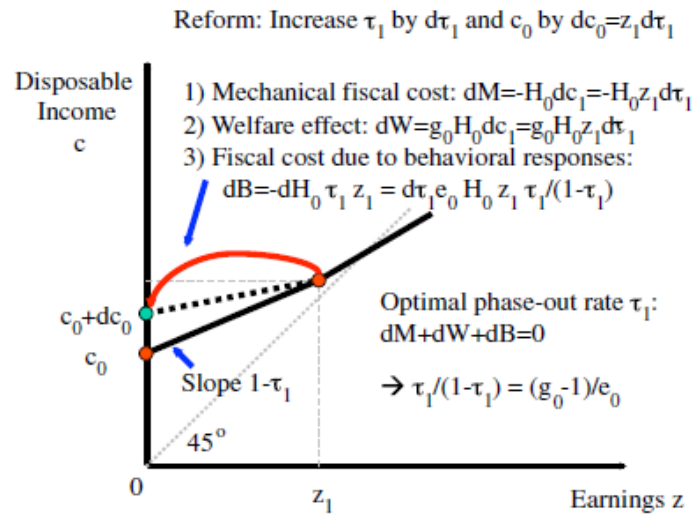 Reform: Increase τ₁ by dτ₁ and c₀ by dc₀=z₁dτ₁
Disposable
Income
c
1) Mechanical fiscal cost: dM=-H₀dc₁=-H₀z₁dτ₁
2) Welfare effect: dW=g₀H₀dc₁=g₀H₀z₁dτ₁
3) Fiscal cost due to behavioral responses:
dB=-dH₀ τ₁ z₁ = dτ₁e₀ H₀ z₁ τ₁/(1-τ₁)
c₀+dc₀
c₀
Optimal phase-out rate τ₁:
dM+dW+dB=0
Slope 1-τ₁
→ τ₁/(1-τ₁) = (g₀-1)/e₀
45°
0
z₁
Earnings z